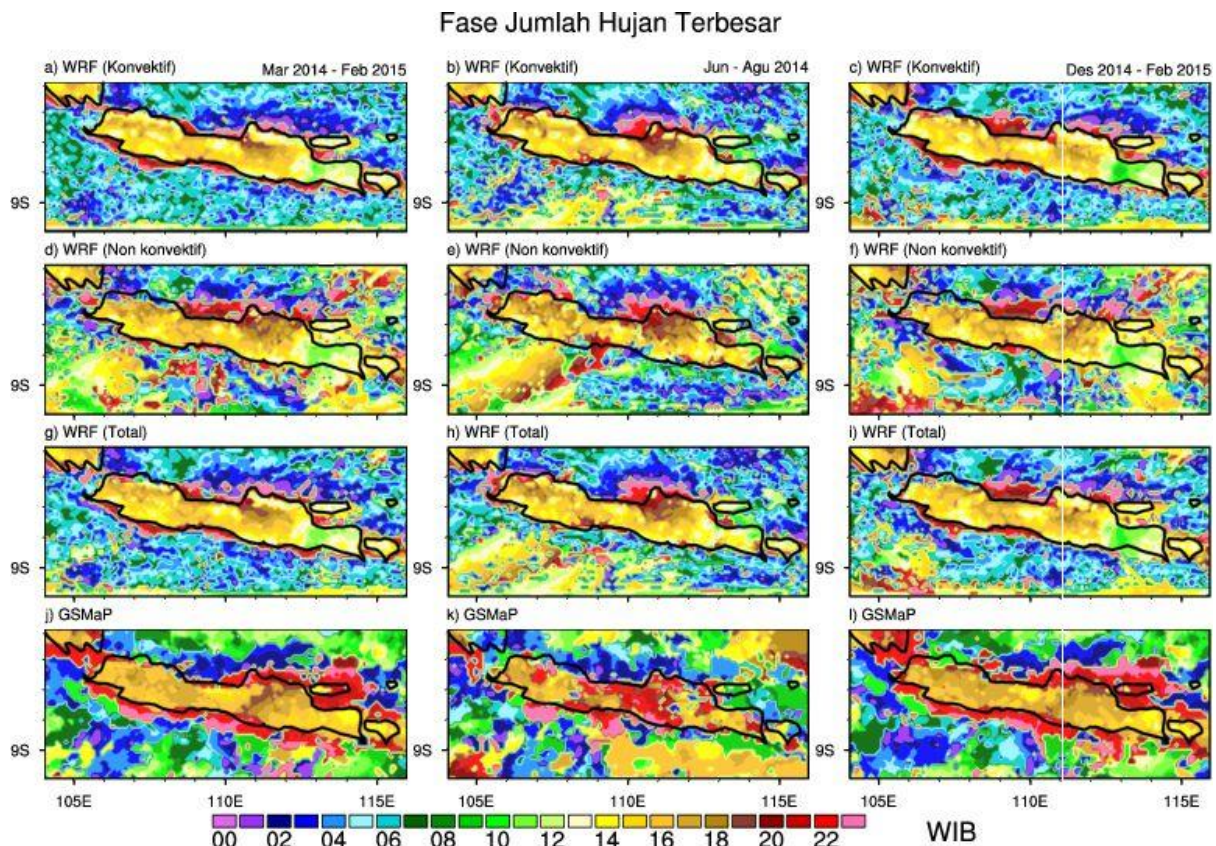 Fase Jumlah Hujan Terbesar
a) WRF (Konvektif) Mar 2014 - Feb 2015
b) WRF (Konvektif) Jun - Agu 2014
c) WRF (Konvektif) Des 2014 - Feb 2015
9S 9S 9S
d) WRF (Non konvektif)
e) WRF (Non konvektif)
f) WRF (Non konvektif)
9S 9S 9S
g) WRF (Total)
h) WRF (Total)
i) WRF (Total)
9S 9S 9S
j) GSMaP
k) GSMaP
l) GSMaP
9S 9S 9S
105E 110E 115E 105E 110E 115E 105E 110E 115E
00 02 04 06 08 10 12 14 16 18 20 22 WIB